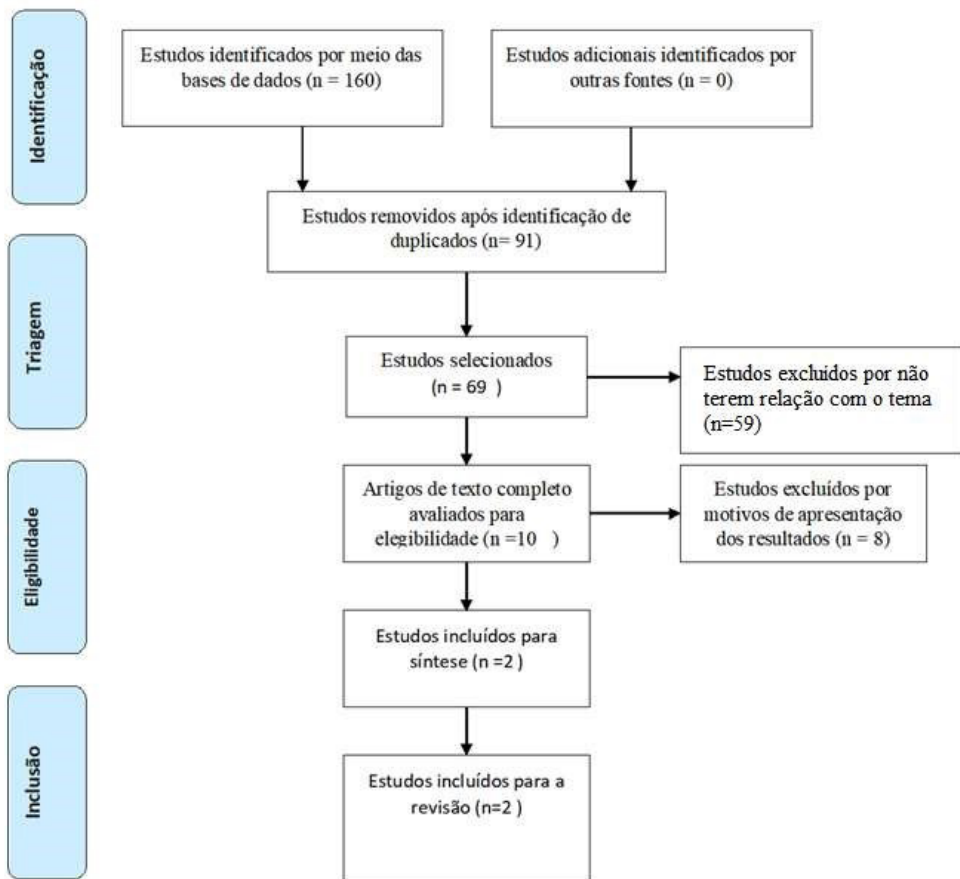 Identificação
Estudos identificados por meio das
bases de dados (n = 160)
Estudos adicionais identificados por
outras fontes (n = 0)
Estudos removidos após identificação de
duplicados (n= 91)
Triagem
Estudos selecionados
(n = 69 )
Estudos excluídos por não
terem relação com o tema
(n=59)
Eligibilidade
Artigos de texto completo
avaliados para
elegibilidade (n =10 )
Estudos excluídos por
motivos de apresentação
dos resultados (n = 8)
Estudos incluídos para
síntese (n =2 )
Inclusão
Estudos incluídos para a
revisão (n=2 )